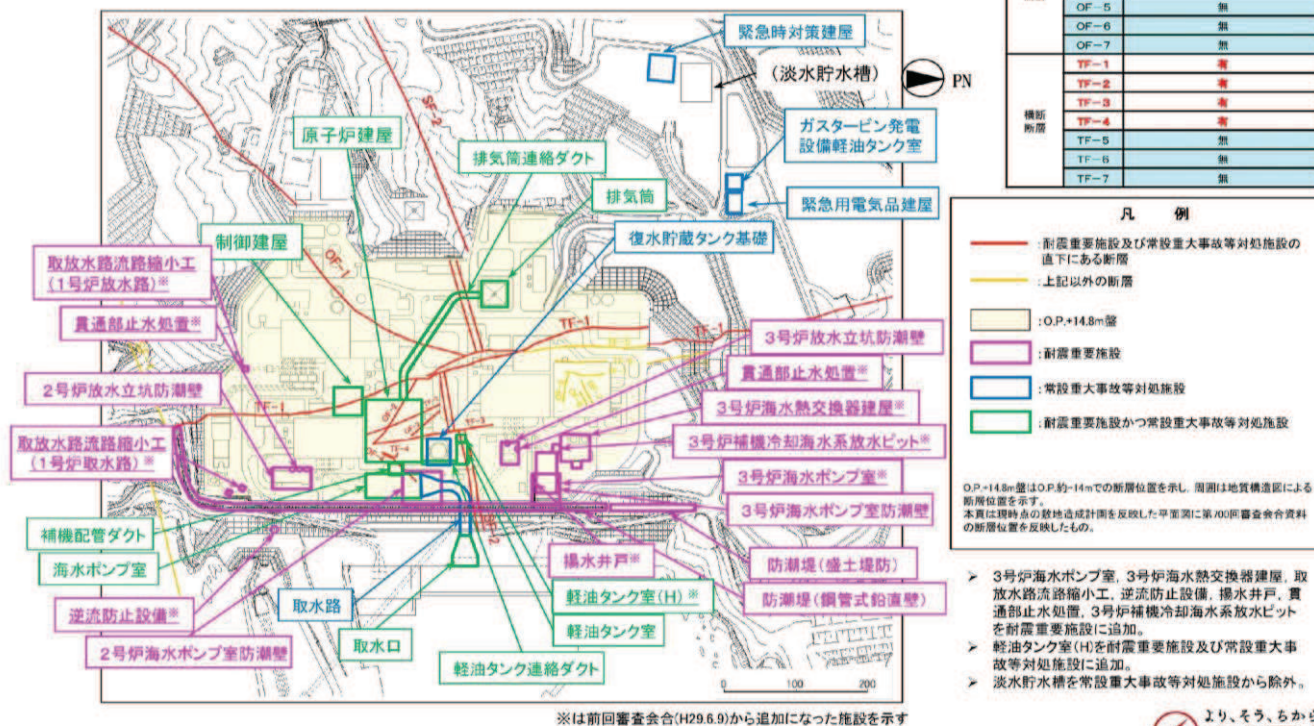 緊急時対策建屋
(淡水貯水槽)
PN
ガスタービン発電
設備軽油タンク室
緊急用電気品建屋
原子炉建屋
排気筒連絡ダクト
排気筒
復水貯蔵タンク基礎
制御建屋
SF-2
OF-1
TF-1
TF-1
TF-1
取放水路流路縮小工
(1号炉放水路)※
貫通部止水処置※
2号炉放水立坑防潮壁
取放水路流路縮小工
(1号炉取水路)※
補機配管ダクト
海水ポンプ室
逆流防止設備※
2号炉海水ポンプ室防潮壁
取水路
取水口
3号炉放水立坑防潮壁
貫通部止水処置※
3号炉海水熱交換器建屋※
3号炉補機冷却海水系放水ピット※
3号炉海水ポンプ室※
3号炉海水ポンプ室防潮壁
防潮堤(盛土堤防)
防潮堤(鋼管式鉛直壁)
揚水井戸※
軽油タンク室(H)※
軽油タンク室
軽油タンク連絡ダクト
0 100 200
※は前回審査会合(H29.6.9)から追加になった施設を示す
OF-5 無
OF-6 無
OF-7 無
横断
断層
TF-1 有
TF-2 有
TF-3 有
TF-4 有
TF-5 無
TF-6 無
TF-7 無
凡 例
:耐震重要施設及び常設重大事故等対処施設の
直下にある断層
:上記以外の断層
:O.P.+14.8m盤
:耐震重要施設
:常設重大事故等対処施設
:耐震重要施設かつ常設重大事故等対処施設
O.P.+14.8m盤はO.P.約-14mでの断層位置を示し、周囲は地質構造図による
断層位置を示す。
本頁は現時点の敷地造成計画を反映した平面図に第700回審査会合資料
の断層位置を反映したもの。
➢ 3号炉海水ポンプ室, 3号炉海水熱交換器建屋, 取
放水路流路縮小工, 逆流防止設備, 揚水井戸, 貫
通部止水処置, 3号炉補機冷却海水系放水ピット
を耐震重要施設に追加。
➢ 軽油タンク室(H)を耐震重要施設及び常設重大事
故等対処施設に追加。
➢ 淡水貯水槽を常設重大事故等対処施設から除外。
より、そう、ちから